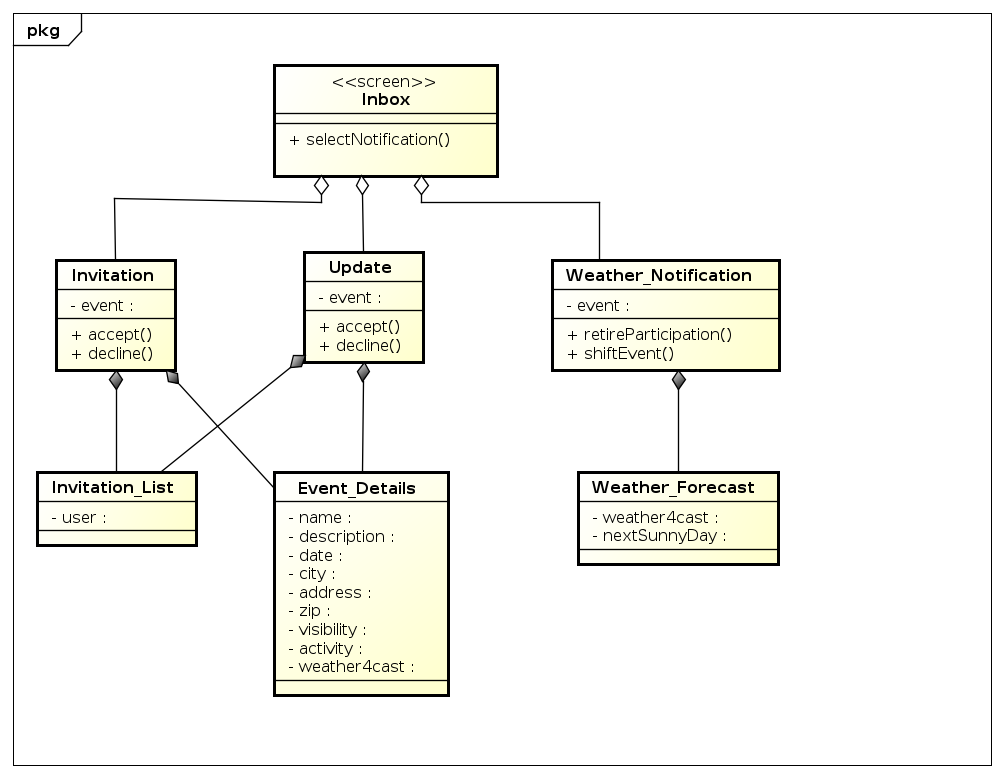 pkg
<<screen>>
Inbox
+ selectNotification()
Invitation
- event :
+ accept()
+ decline()
Update
- event :
+ accept()
+ decline()
Weather_Notification
- event :
+ retireParticipation()
+ shiftEvent()
Invitation_List
- user :
Event_Details
- name :
- description :
- date :
- city :
- address :
- zip :
- visibility :
- activity :
- weather4cast :
Weather_Forecast
- weather4cast :
- nextSunnyDay :